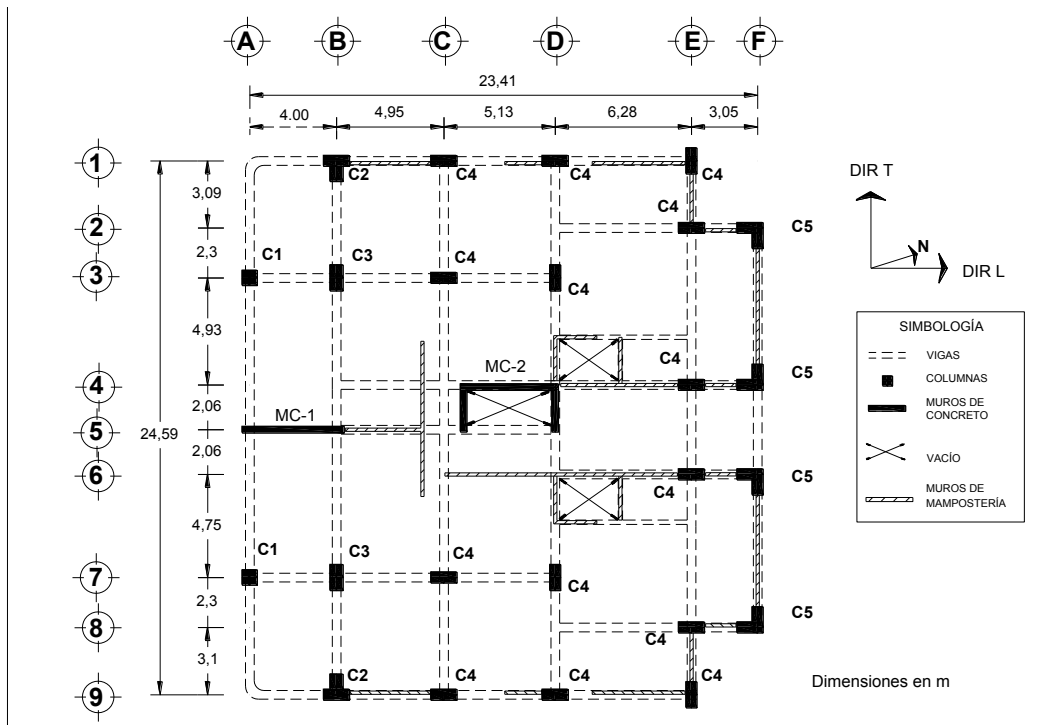 A B C D E F
23,41
4.00 4,95 5,13 6,28 3,05
1
C2 C4 C4 C4
3,09
DIR T
C4
2
C5
2,3
N
C1 C3 C4
3
DIR L
C4
SIMBOLOGÍA
4,93
VIGAS
C4
MC-2
C5
COLUMNAS
4
MUROS DE
CONCRETO
2,06
MC-1
24,59
5
2,06
VACÍO
6
C5
C4
MUROS DE
MAMPOSTERÍA
4,75
C1 C3 C4
7
C4
2,3
C5
8
C4
3,1
C2 C4 C4 C4
Dimensiones en m
9